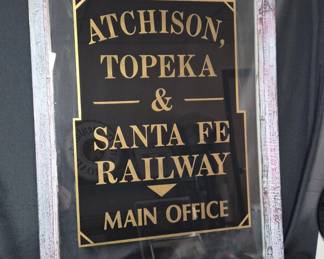 ATCHISON,
TOPEKA
&
SANTA FE
RAILWAY
MAIN OFFICE